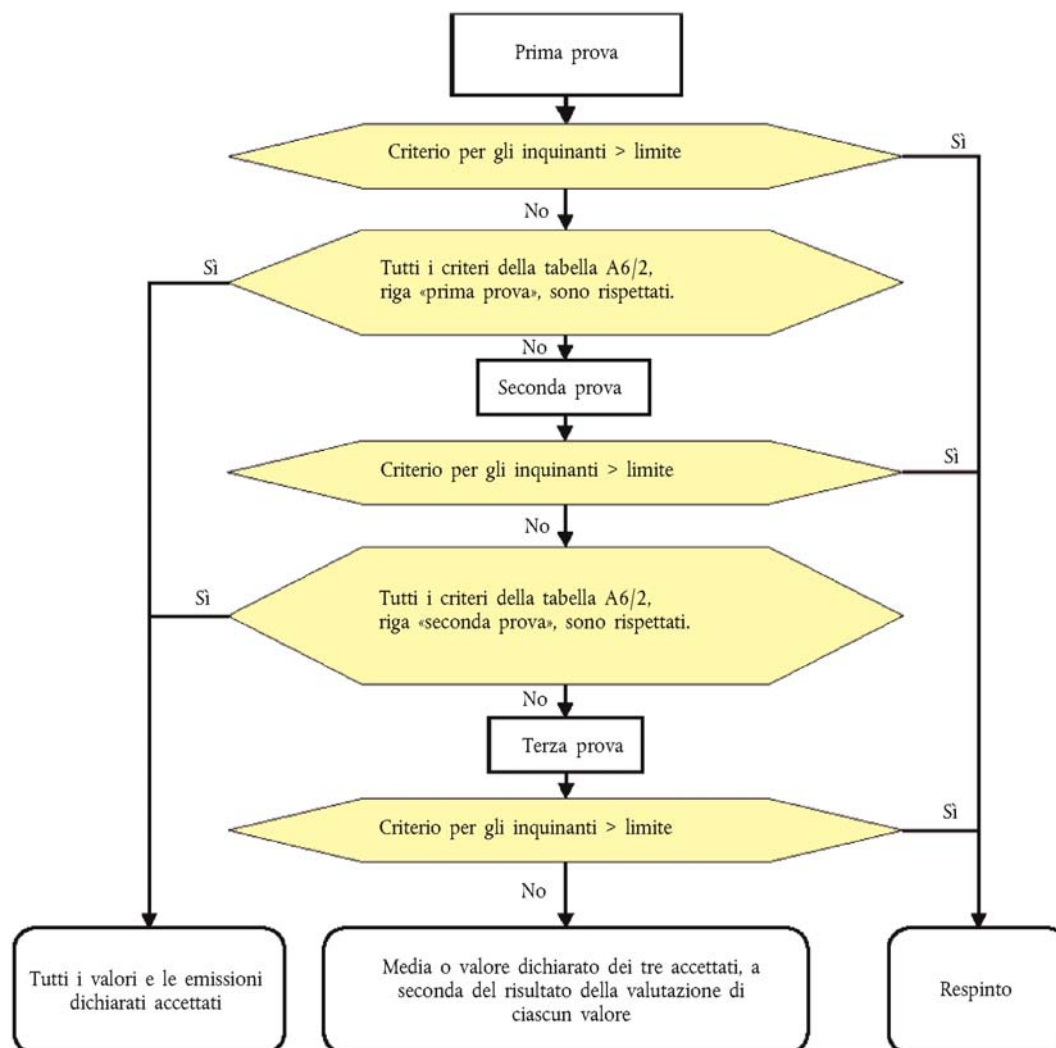 Prima prova
Criterio per gli inquinanti > limite
Sì
No
Sì
Tutti i criteri della tabella A6/2,
riga «prima prova», sono rispettati.
No
Seconda prova
Criterio per gli inquinanti > limite
Sì
No
Sì
Tutti i criteri della tabella A6/2,
riga «seconda prova», sono rispettati.
No
Terza prova
Criterio per gli inquinanti > limite
Sì
No
Tutti i valori e le emissioni
dichiarati accettati
Media o valore dichiarato dei tre accettati, a
seconda del risultato della valutazione di
ciascun valore
Respinto